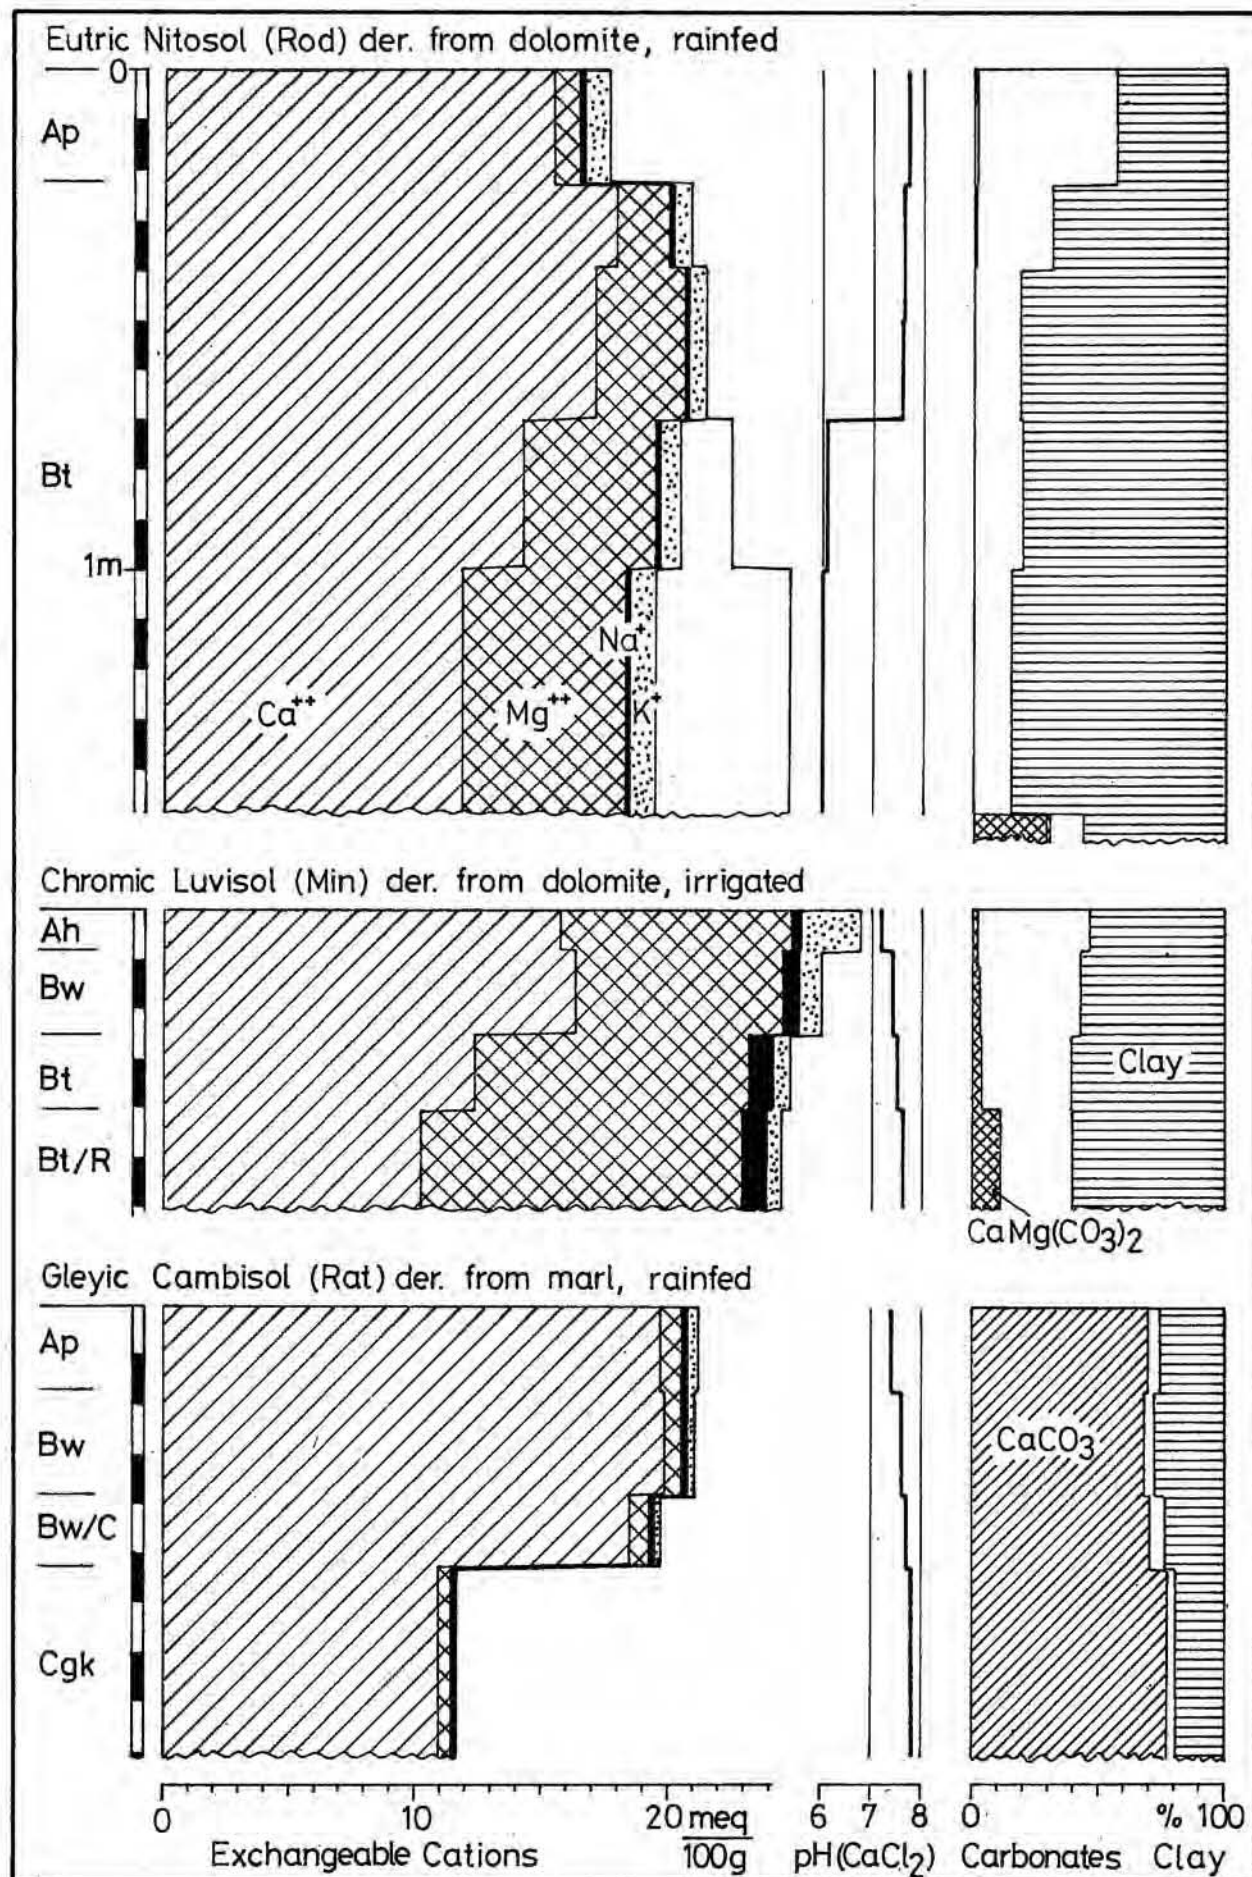 Eutric Nitosol (Rod) der. from dolomite, rainfed
0
Ap
Bt
1m
Na+
Ca++
Mg++
K+
Chromic Luvisol (Min) der. from dolomite, irrigated
Ah
Bw
Bt
Clay
Bt/R
CaMg(CO3)2
Gleyic Cambisol (Rat) der. from marl, rainfed
Ap
CaCO3
Bw
Bw/C
Cgk
0 10 20 meq/100g 6 7 8 0 % 100
Exchangeable Cations pH(CaCl2) Carbonates Clay